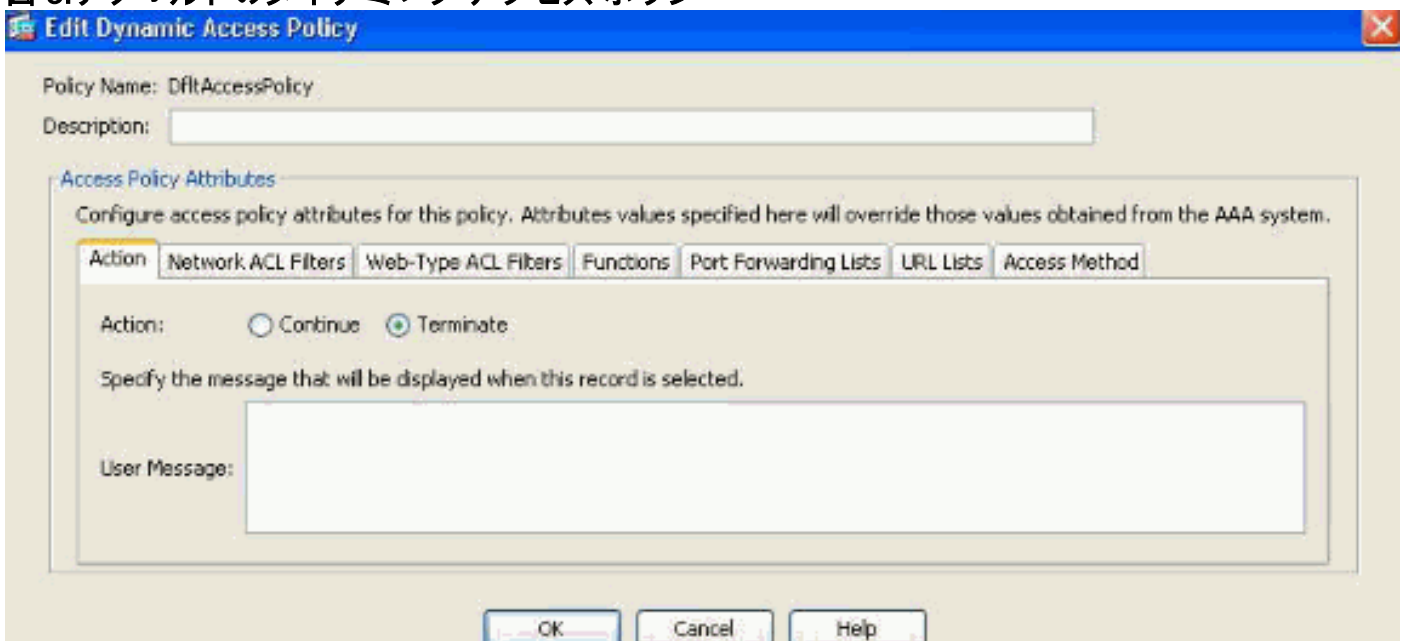 Edit Dynamic Access Policy
Policy Name: DfltAccessPolicy
Description:
Access Policy Attributes
Configure access policy attributes for this policy. Attributes values specified here will override those values obtained from the AAA system.
Action Network ACL Filters Web-Type ACL Filters Functions Port Forwarding Lists URL Lists Access Method
Action: Continue Terminate
Specify the message that will be displayed when this record is selected.
User Message:
OK Cancel Help